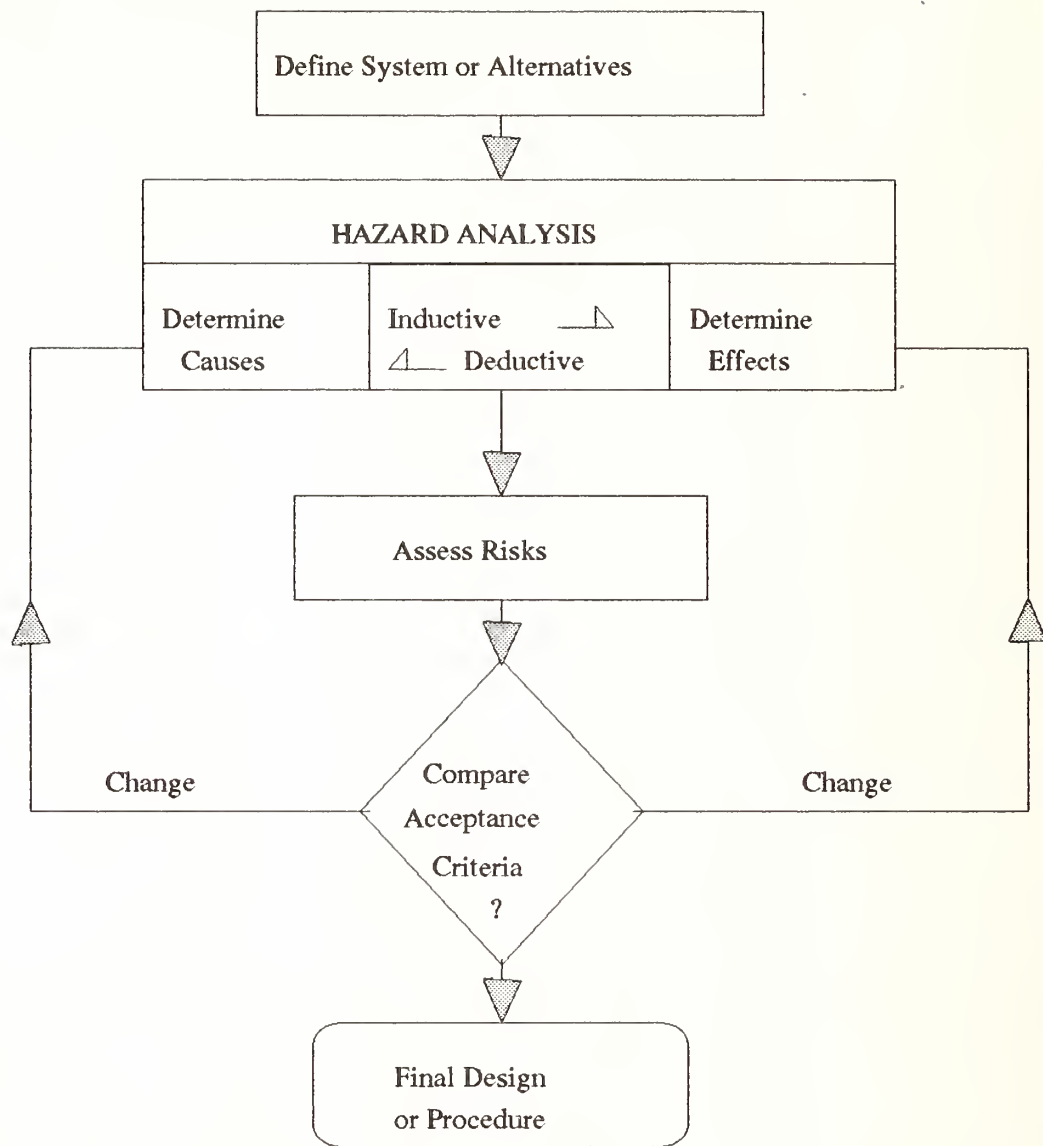 Define System or Alternatives
HAZARD ANALYSIS
Determine
Causes
Inductive
Deductive
Determine
Effects
Assess Risks
Change
Compare
Acceptance
Criteria
?
Change
Final Design
or Procedure